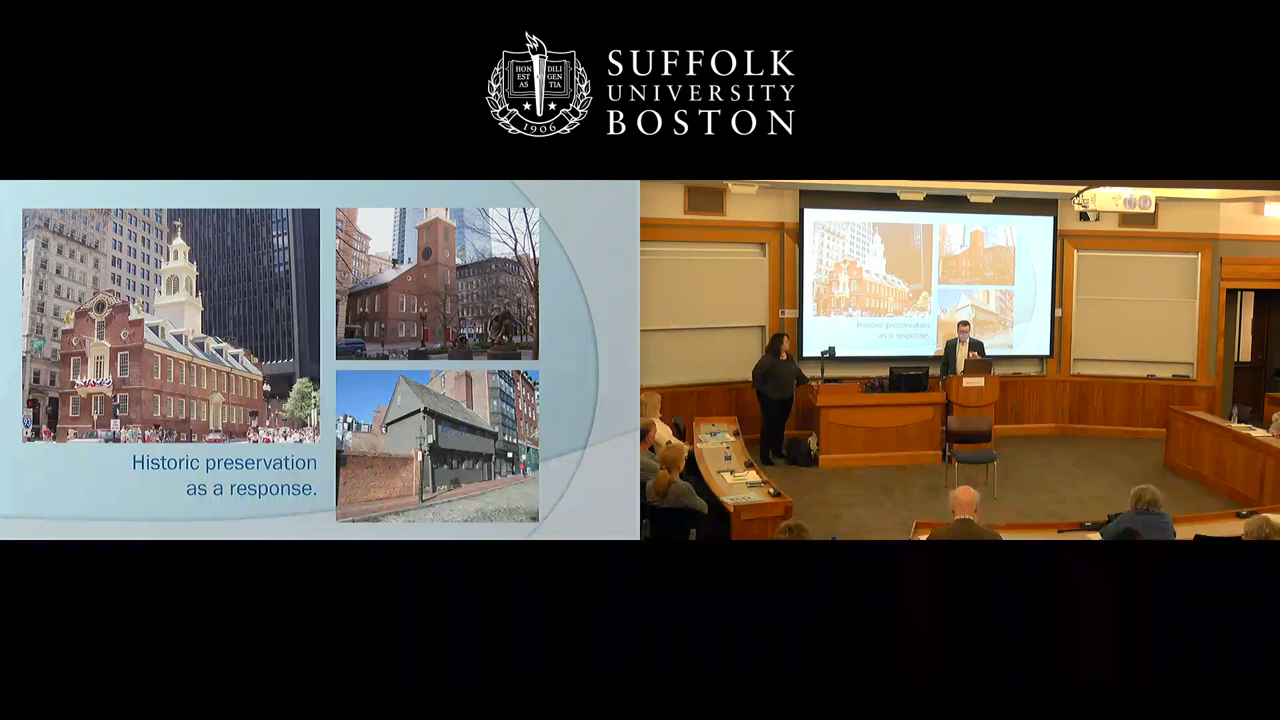 HON
EST
AS
DILI
GEN
TIA
1906
SUFFOLK
UNIVERSITY
BOSTON
Historic preservation
as a response.
Historic preservation
as a response.